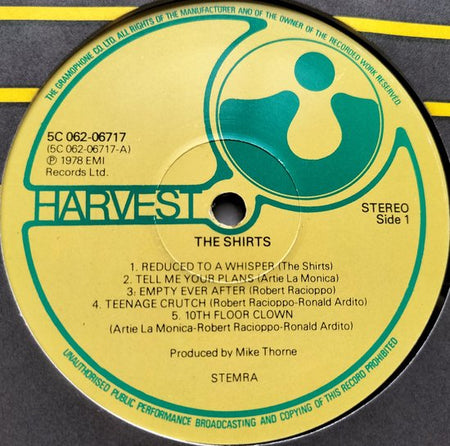 THE GRAMOPHONE CO. LTD. ALL RIGHTS OF THE MANUFACTURER AND OF THE OWNER OF THE RECORDED WORK RESERVED.
5C 062-06717
(5C 062-06717-A)
Ⓟ 1978 EMI
Records Ltd.
HARVEST
STEREO
Side 1
THE SHIRTS
1. REDUCED TO A WHISPER (The Shirts)
2. TELL ME YOUR PLANS (Artie La Monica)
3. EMPTY EVER AFTER (Robert Racioppo)
4. TEENAGE CRUTCH (Robert Racioppo-Ronald Ardito)
5. 10TH FLOOR CLOWN
(Artie La Monica-Robert Racioppo-Ronald Ardito)
Produced by Mike Thorne
STEMRA
UNAUTHORISED PUBLIC PERFORMANCE BROADCASTING AND COPYING OF THIS RECORD PROHIBITED